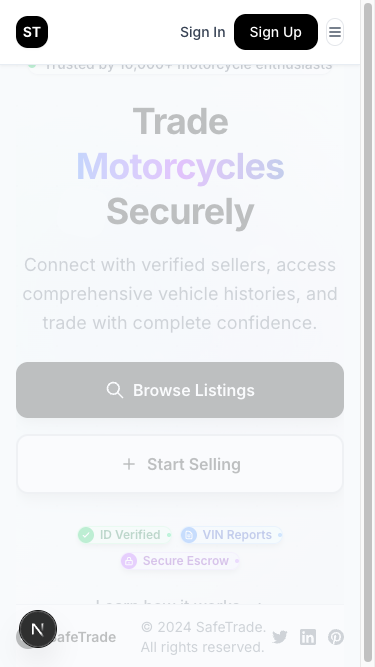 ST
Sign In
Sign Up
Trusted by 10,000+ motorcycle enthusiasts
Trade
Motorcycles
Securely
Connect with verified sellers, access
comprehensive vehicle histories, and
trade with complete confidence.
Browse Listings
Start Selling
ID Verified
VIN Reports
Secure Escrow
Learn how it works
N
SafeTrade
© 2024 SafeTrade.
All rights reserved.